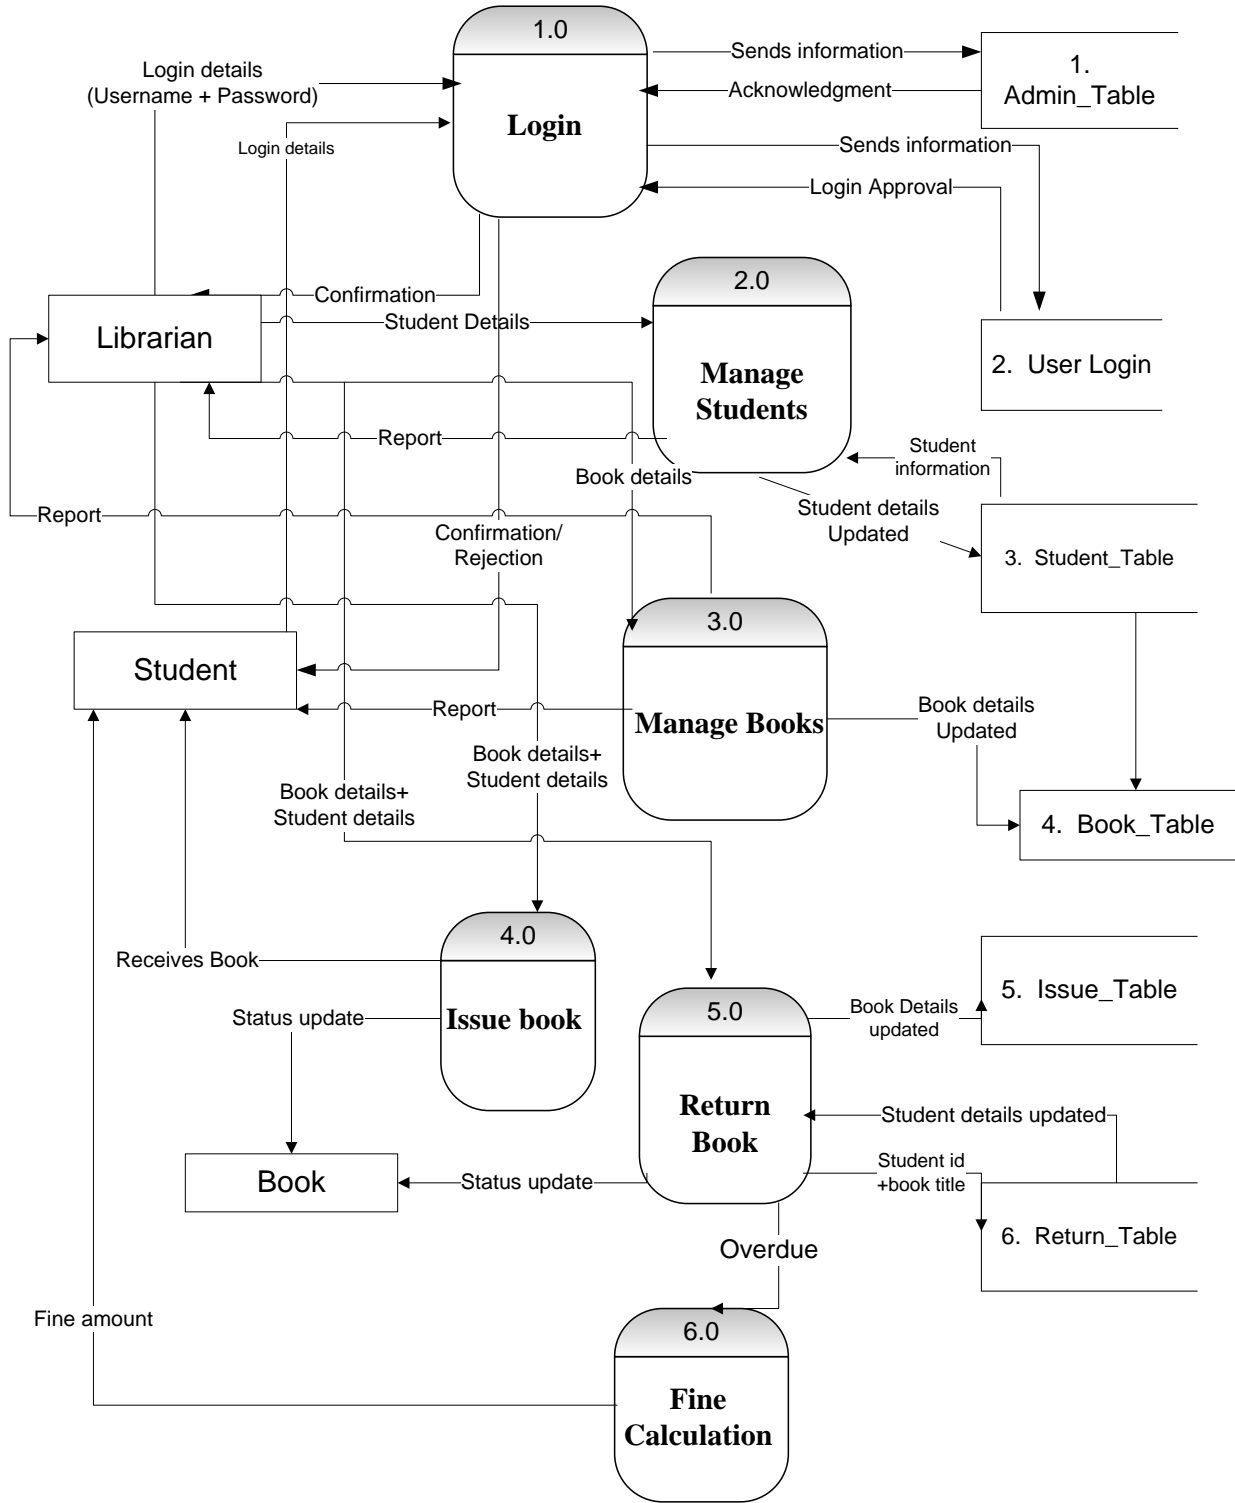 1.0
Login
Sends information
1.
Admin_Table
Acknowledgment
Login details
(Username + Password)
Login details
Sends information
Login Approval
Confirmation
2.0
Manage
Students
Librarian
Student Details
2.  User Login
Report
Book details
Student
information
Student details
Updated
Report
Confirmation/
Rejection
3.  Student_Table
3.0
Manage Books
Student
Report
Book details
Updated
Book details+
Student details
Book details+
Student details
4.  Book_Table
4.0
Issue book
Receives Book
Status update
5.0
Return
Book
Book Details
updated
5.  Issue_Table
Student details updated
Student id
+book title
6.  Return_Table
Book
Status update
Overdue
Fine amount
6.0
Fine
Calculation